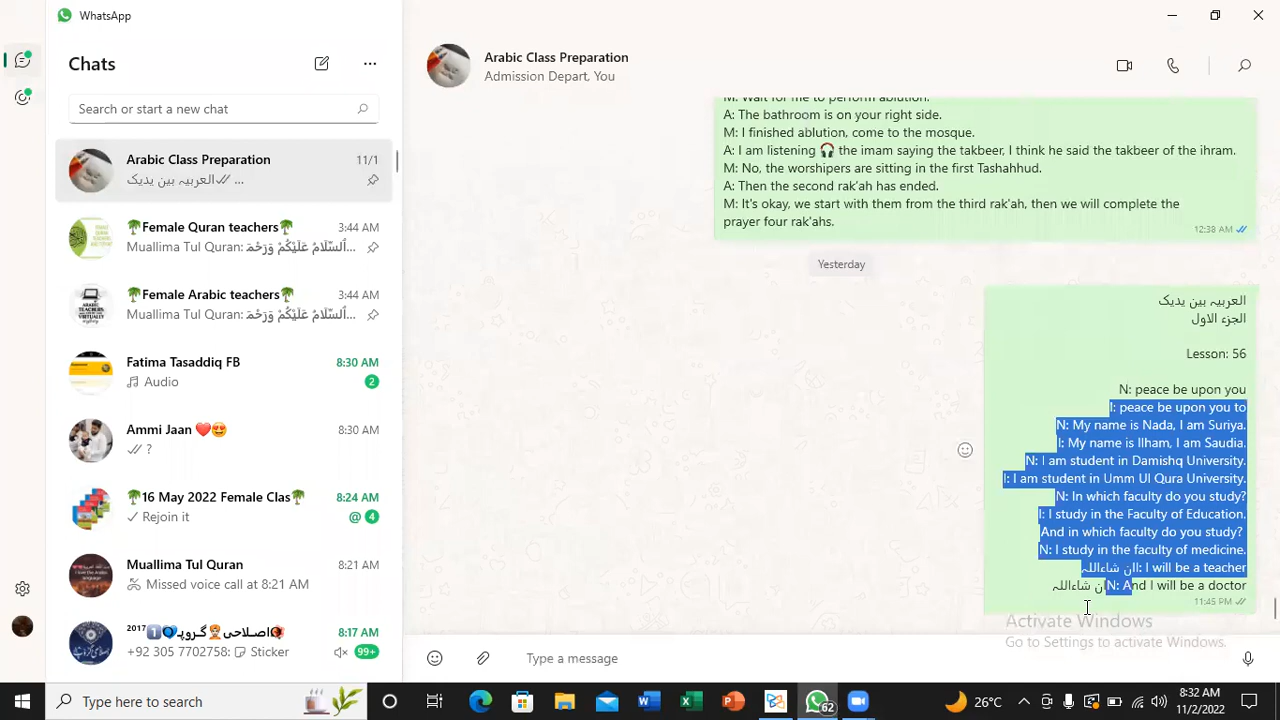 WhatsApp
Chats
Search or start a new chat
Arabic Class Preparation
11/1
العربیہ بین یدیک ...
🌴Female Quran teachers🌴
3:44 AM
Muallima Tul Quran: اَلسَّلَامُ عَلَيْكُمْ وَرَحْمَ...
🌴Female Arabic teachers🌴
3:44 AM
Muallima Tul Quran: اَلسَّلَامُ عَلَيْكُمْ وَرَحْمَ...
Fatima Tasaddiq FB
8:30 AM
Audio
2
Ammi Jaan ❤️😍
8:30 AM
?
🌴16 May 2022 Female Clas🌴
8:24 AM
Rejoin it
@ 4
Muallima Tul Quran
8:21 AM
Missed voice call at 8:21 AM
8:17 AM
+92 305 7702758: Sticker
99+
Arabic Class Preparation
Admission Depart, You
M: Wait for me to perform ablution.
A: The bathroom is on your right side.
M: I finished ablution, come to the mosque.
A: I am listening 🎧 the imam saying the takbeer, I think he said the takbeer of the ihram.
M: No, the worshipers are sitting in the first Tashahhud.
A: Then the second rak'ah has ended.
M: It's okay, we start with them from the third rak'ah, then we will complete the
prayer four rak'ahs.
12:38 AM
Yesterday
العربیہ بین یدیک
الجزء الاول
Lesson: 56
N: peace be upon you
I: peace be upon you to
N: My name is Nada, I am Suriya.
I: My name is Ilham, I am Saudia.
N: I am student in Damishq University.
I: I am student in Umm Ul Qura University.
N: In which faculty do you study?
I: I study in the Faculty of Education.
And in which faculty do you study?
N: I study in the faculty of medicine.
ان شاءاللہ I: I will be a teacher
ان شاءاللہ N: And I will be a doctor
11:45 PM
Activate Windows
Go to Settings to activate Windows.
Type a message
Type here to search
62
26°C
8:32 AM
11/2/2022